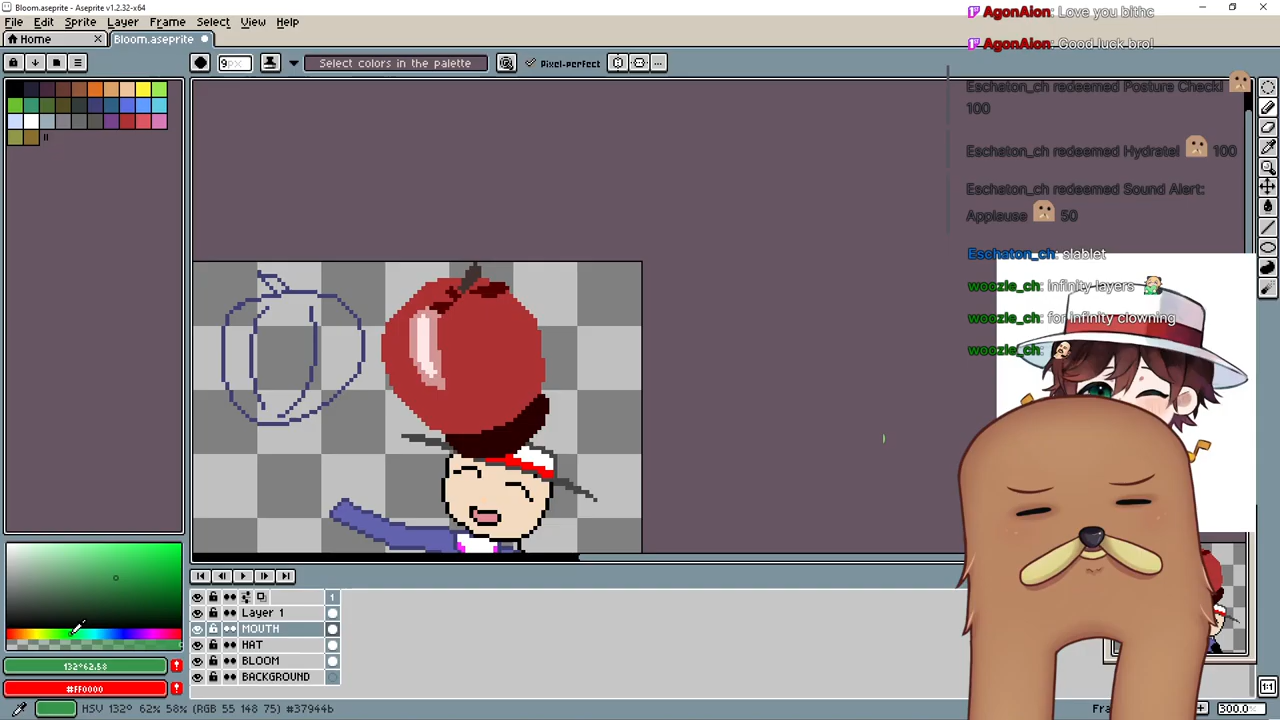 Bloom.aseprite - Aseprite v1.2.32-x64
File Edit Sprite Layer Frame Select View Help
Home
Bloom.aseprite
9px
Select colors in the palette
Pixel-perfect
AgonAion: Love you bithc
AgonAion: Good luck bro!
Eschaton_ch redeemed Posture Check!
100
Eschaton_ch redeemed Hydrate! 100
Eschaton_ch redeemed Sound Alert:
Applause 50
Eschaton_ch: slablet
woozle_ch: infinity layers
woozle_ch: for infinity clowning
woozle_ch:
1
Layer 1
MOUTH
HAT
BLOOM
BACKGROUND
132°62.58
#FF0000
HSV 132° 62% 58% (RGB 55 148 75) #37944b
300.0
1:1